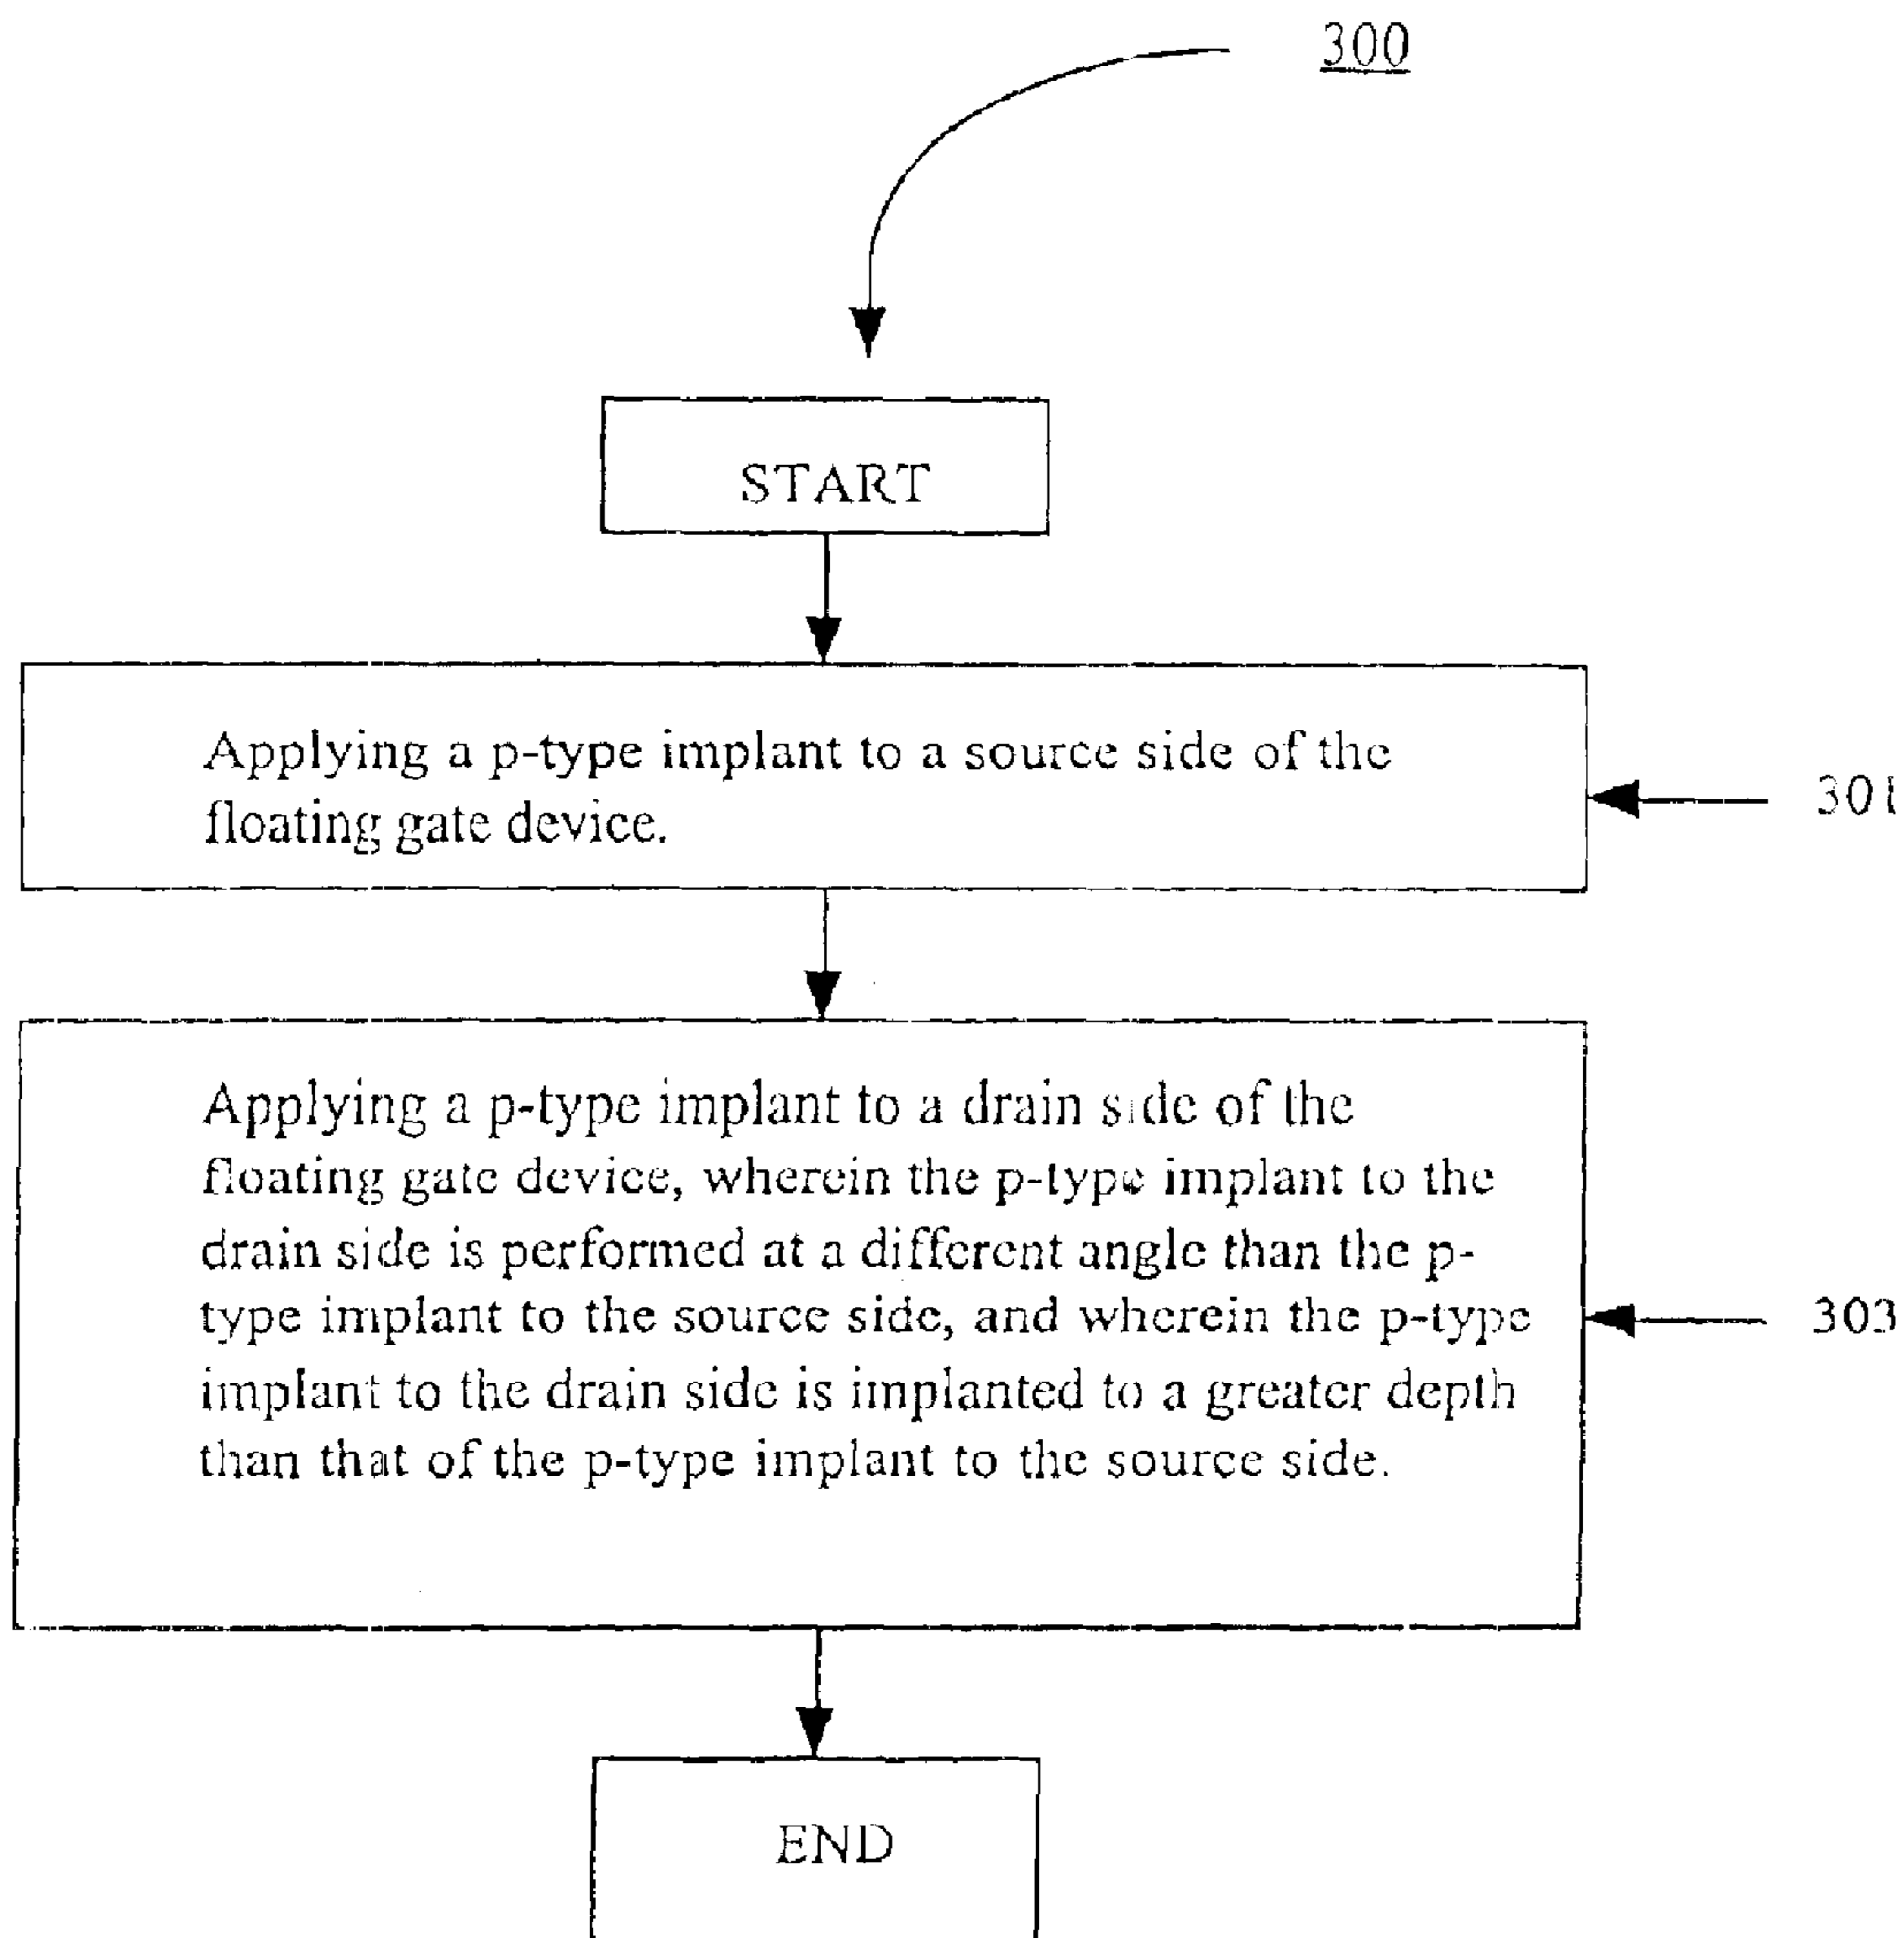 300
START
Applying a p-type implant to a source side of the
floating gate device.
301
Applying a p-type implant to a drain side of the
floating gate device, wherein the p-type implant to the
drain side is performed at a different angle than the p-
type implant to the source side, and wherein the p-type
303
implant to the drain side is implanted to a greater depth
than that of the p-type implant to the source side.
END